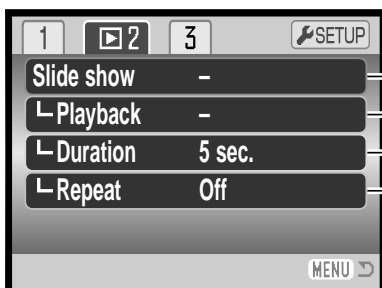 1 2 3 SETUP
Slide show –
Playback –
Duration 5 sec.
Repeat Off
MENU